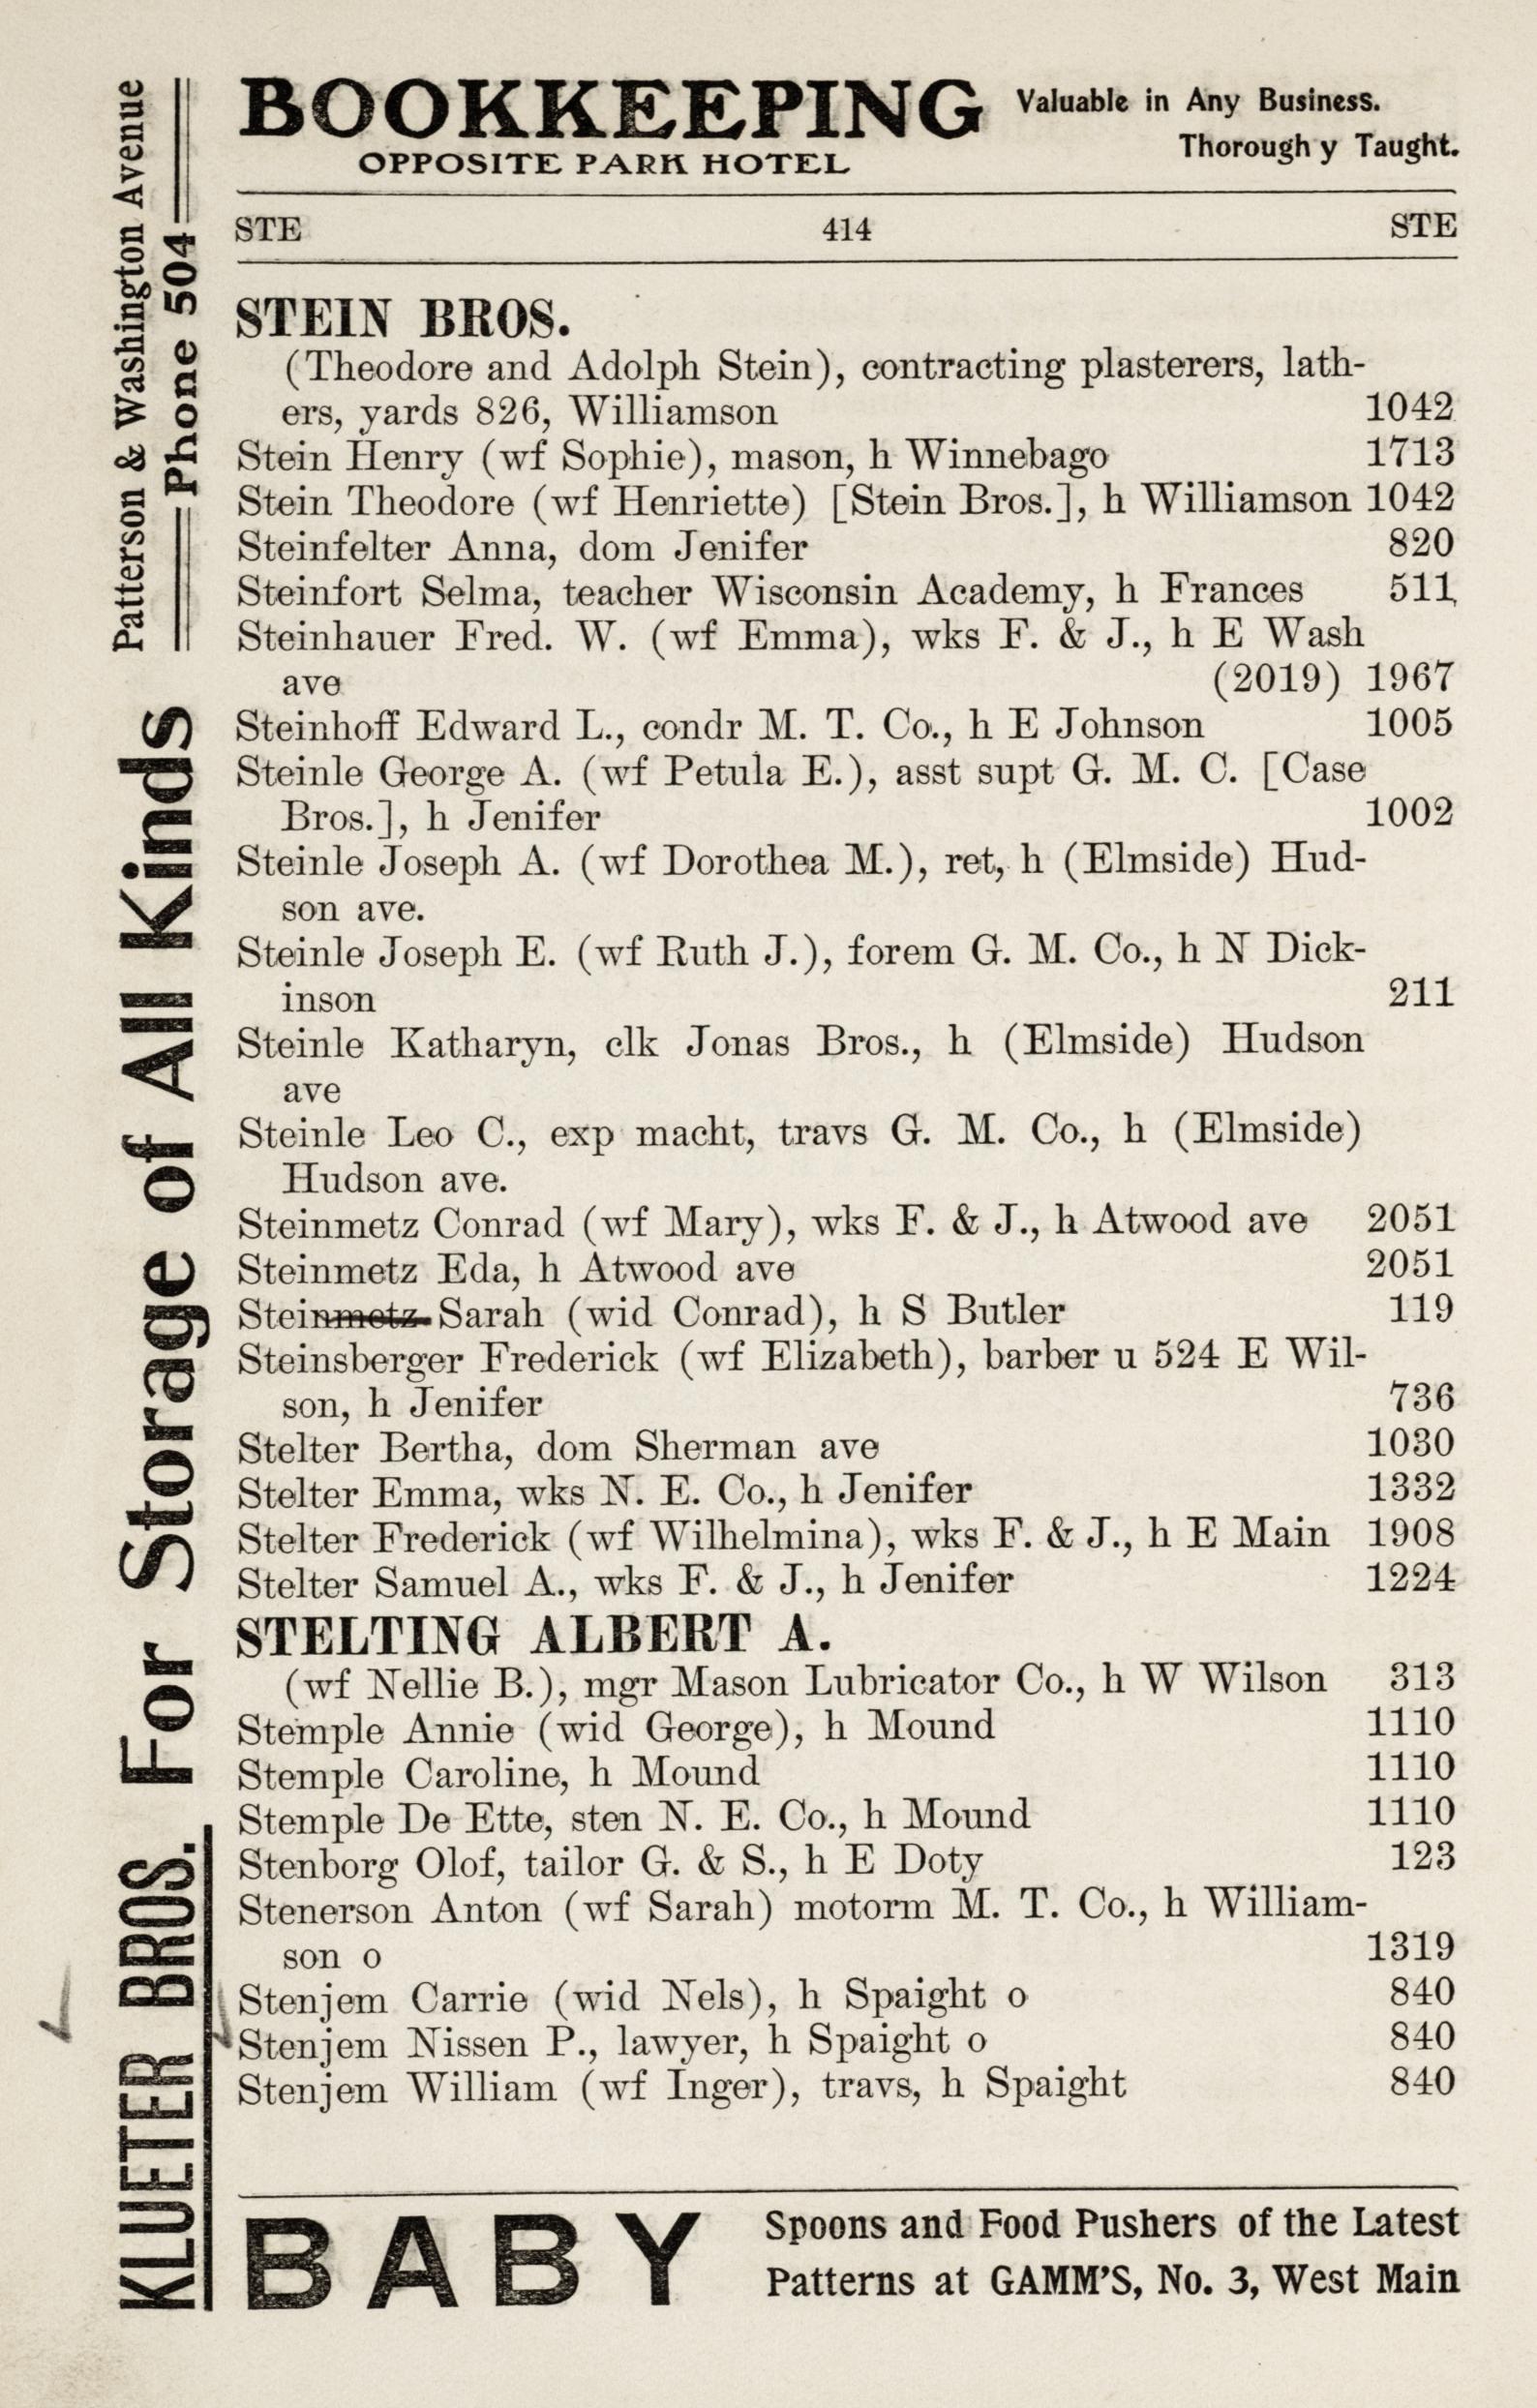 BOOKKEEPING Valuable in Any Business.
OPPOSITE PARK HOTEL Thorough y Taught.
STE 414 STE
STEIN BROS.
(Theodore and Adolph Stein), contracting plasterers, lath-
ers, yards 826, Williamson 1042
Stein Henry (wf Sophie), mason, h Winnebago 1713
Stein Theodore (wf Henriette) [Stein Bros.], h Williamson 1042
Steinfelter Anna, dom Jenifer 820
Steinfort Selma, teacher Wisconsin Academy, h Frances 511
Steinhauer Fred. W. (wf Emma), wks F. & J., h E Wash
ave (2019) 1967
Steinhoff Edward L., condr M. T. Co., h E Johnson 1005
Steinle George A. (wf Petula E.), asst supt G. M. C. [Case
Bros.], h Jenifer 1002
Steinle Joseph A. (wf Dorothea M.), ret, h (Elmside) Hud-
son ave.
Steinle Joseph E. (wf Ruth J.), forem G. M. Co., h N Dick-
inson 211
Steinle Katharyn, clk Jonas Bros., h (Elmside) Hudson
ave
Steinle Leo C., exp macht, travs G. M. Co., h (Elmside)
Hudson ave.
Steinmetz Conrad (wf Mary), wks F. & J., h Atwood ave 2051
Steinmetz Eda, h Atwood ave 2051
Steinmetz Sarah (wid Conrad), h S Butler 119
Steinsberger Frederick (wf Elizabeth), barber u 524 E Wil-
son, h Jenifer 736
Stelter Bertha, dom Sherman ave 1030
Stelter Emma, wks N. E. Co., h Jenifer 1332
Stelter Frederick (wf Wilhelmina), wks F. & J., h E Main 1908
Stelter Samuel A., wks F. & J., h Jenifer 1224
STELTING ALBERT A.
(wf Nellie B.), mgr Mason Lubricator Co., h W Wilson 313
Stemple Annie (wid George), h Mound 1110
Stemple Caroline, h Mound 1110
Stemple De Ette, sten N. E. Co., h Mound 1110
Stenborg Olof, tailor G. & S., h E Doty 123
Stenerson Anton (wf Sarah) motorm M. T. Co., h William-
son o 1319
Stenjem Carrie (wid Nels), h Spaight o 840
Stenjem Nissen P., lawyer, h Spaight o 840
Stenjem William (wf Inger), travs, h Spaight 840
BABY Spoons and Food Pushers of the Latest
Patterns at GAMM'S, No. 3, West Main
KLUETER BROS. For Storage of All Kinds
Patterson & Washington Avenue
Phone 504